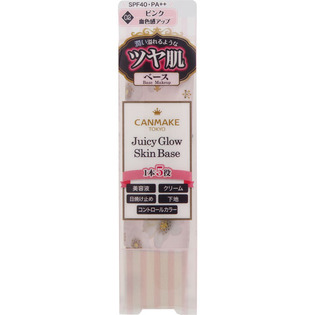 SPF40・PA++
ピンク
血色感アップ
潤い溢れるような
ツヤ肌
ベース
Base Makeup
CANMAKE
TOKYO
Juicy Glow
Skin Base
1本5役
美容液
クリーム
日焼け止め
下地
コントロールカラー